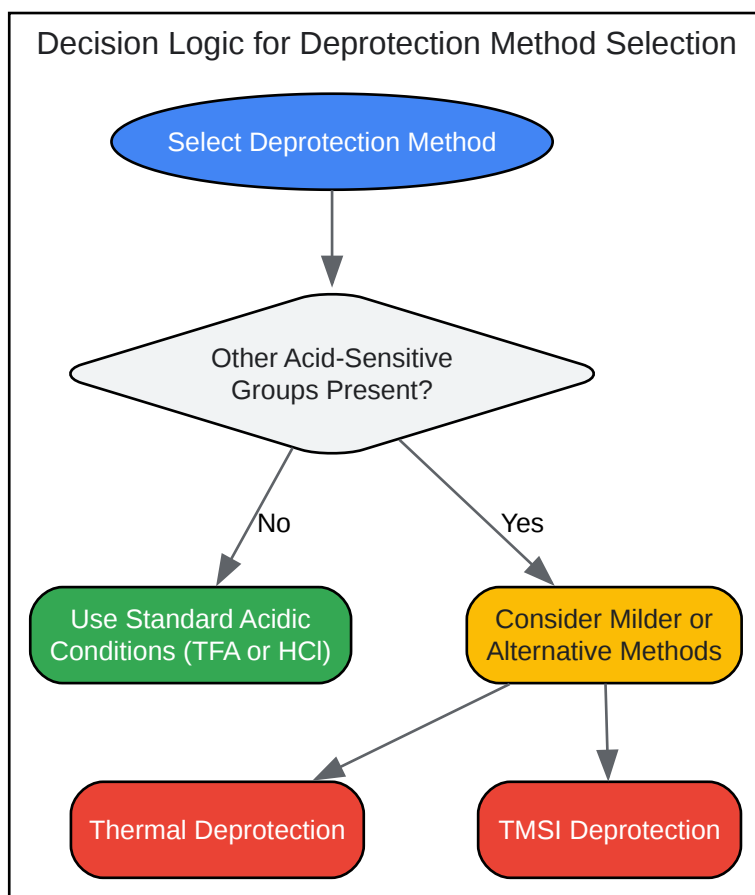 Decision Logic for Deprotection Method Selection
Select Deprotection Method
Other Acid-Sensitive
Groups Present?
No
Yes
Use Standard Acidic
Conditions (TFA or HCl)
Consider Milder or
Alternative Methods
Thermal Deprotection
TMSI Deprotection